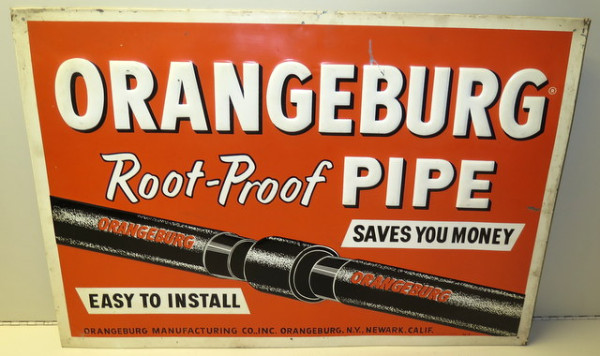 ORANGEBURG®
Root-Proof PIPE
SAVES YOU MONEY
ORANGEBURG
ORANGEBURG
EASY TO INSTALL
ORANGEBURG MANUFACTURING CO., INC. ORANGEBURG, N.Y., NEWARK, CALIF.